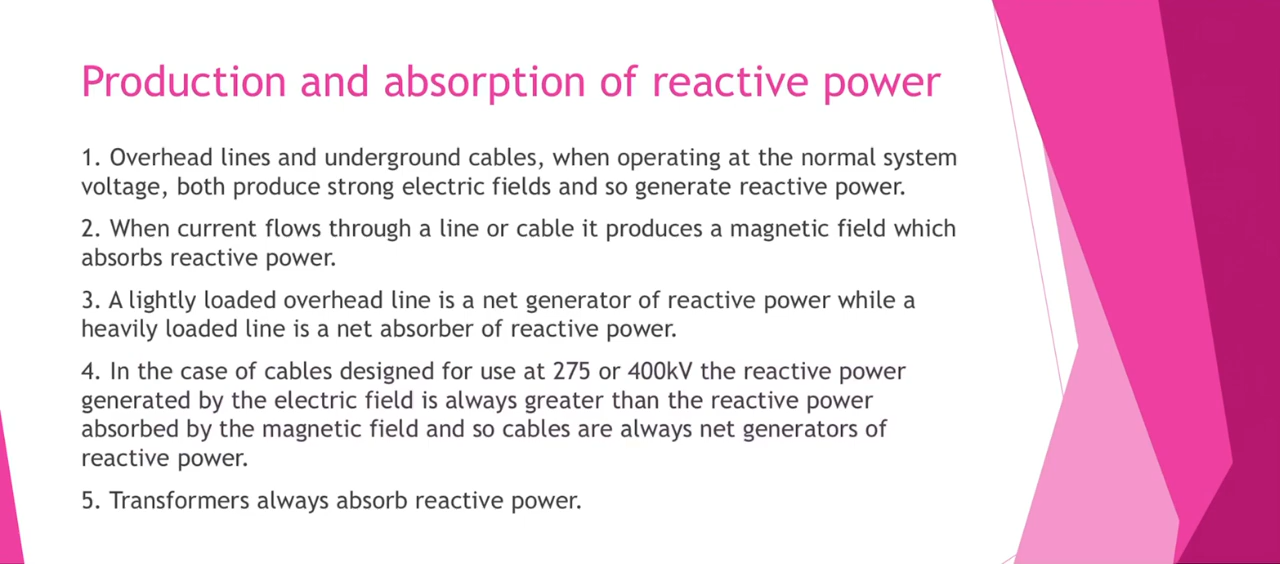 Production and absorption of reactive power
1. Overhead lines and underground cables, when operating at the normal system
voltage, both produce strong electric fields and so generate reactive power.
2. When current flows through a line or cable it produces a magnetic field which
absorbs reactive power.
3. A lightly loaded overhead line is a net generator of reactive power while a
heavily loaded line is a net absorber of reactive power.
4. In the case of cables designed for use at 275 or 400kV the reactive power
generated by the electric field is always greater than the reactive power
absorbed by the magnetic field and so cables are always net generators of
reactive power.
5. Transformers always absorb reactive power.